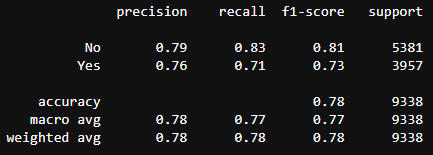 precision recall f1-score support
No 0.79 0.83 0.81 5381
Yes 0.76 0.71 0.73 3957
accuracy 0.78 9338
macro avg 0.78 0.77 0.77 9338
weighted avg 0.78 0.78 0.78 9338